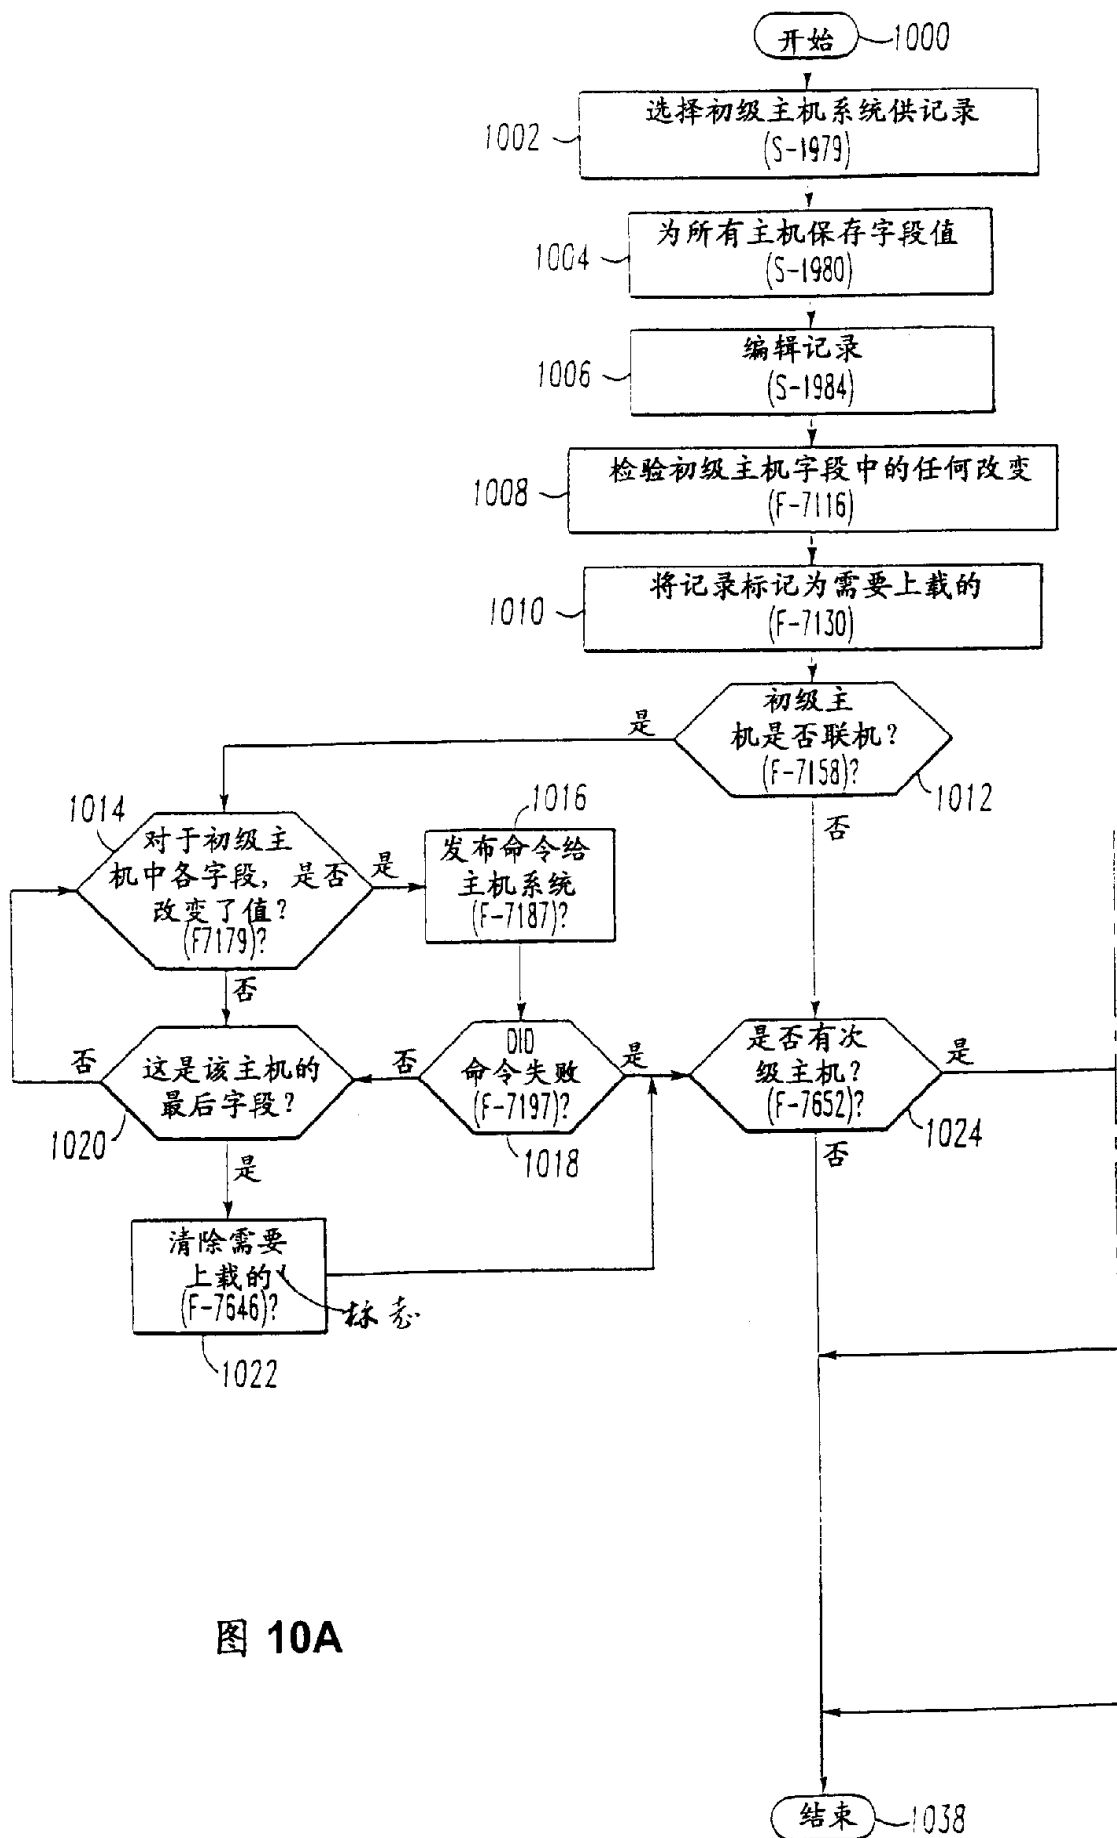 开始
1000
选择初级主机系统供记录
(S-1979)
1002
为所有主机保存字段值
(S-1980)
1004
编辑记录
(S-1984)
1006
检验初级主机字段中的任何改变
(F-7116)
1008
将记录标记为需要上载的
(F-7130)
1010
初级主
机是否联机?
(F-7158)?
1012
是
否
1014
对于初级主
机中各字段,是否
改变了值?
(F7179)?
是
否
1016
发布命令给
主机系统
(F-7187)?
这是该主机的
最后字段?
1020
否
是
DID
命令失败
(F-7197)?
1018
否
是
是否有次
级主机?
(F-7652)?
1024
是
否
清除需要
上载的
(F-7646)?
标志
1022
图 10A
结束
1038